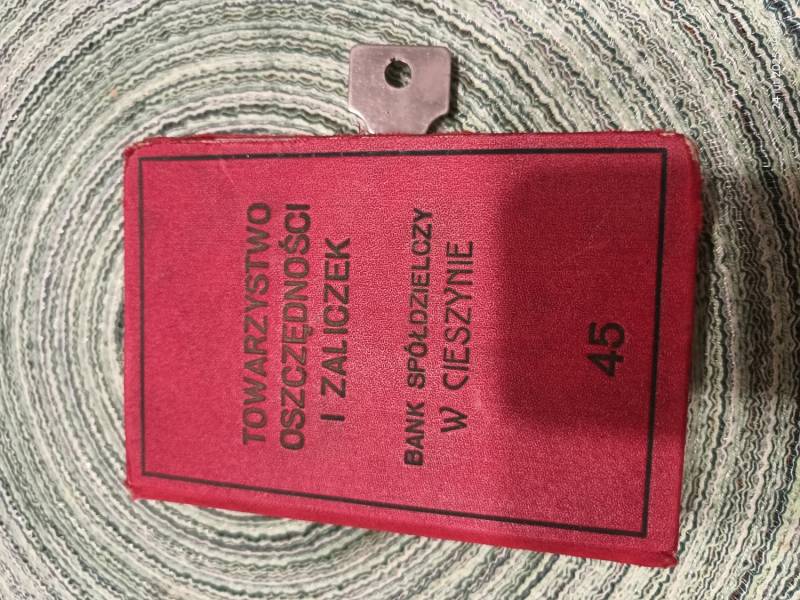 TOWARZYSTWO
OSZCZĘDNOŚCI
I ZALICZEK
BANK SPÓŁDZIELCZY
W CIESZYNIE
45